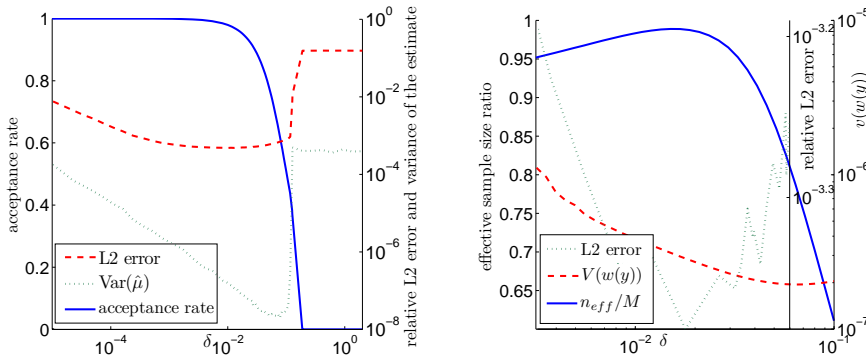 1
0.8
0.6
0.4
0.2
0
acceptance rate
10^{-4}
δ
10^{-2}
10^{0}
10^{0}
10^{-2}
10^{-4}
10^{-6}
10^{-8}
relative L2 error and variance of the estimate
L2 error
Var(μ̂)
acceptance rate
1
0.95
0.9
0.85
0.8
0.75
0.7
0.65
effective sample size ratio
10^{-2}
δ
10^{-1}
10^{-3.2}
10^{-3.3}
relative L2 error
10^{-5}
10^{-6}
10^{-7}
v(w(y))
L2 error
V(w(y))
n_{eff}/M